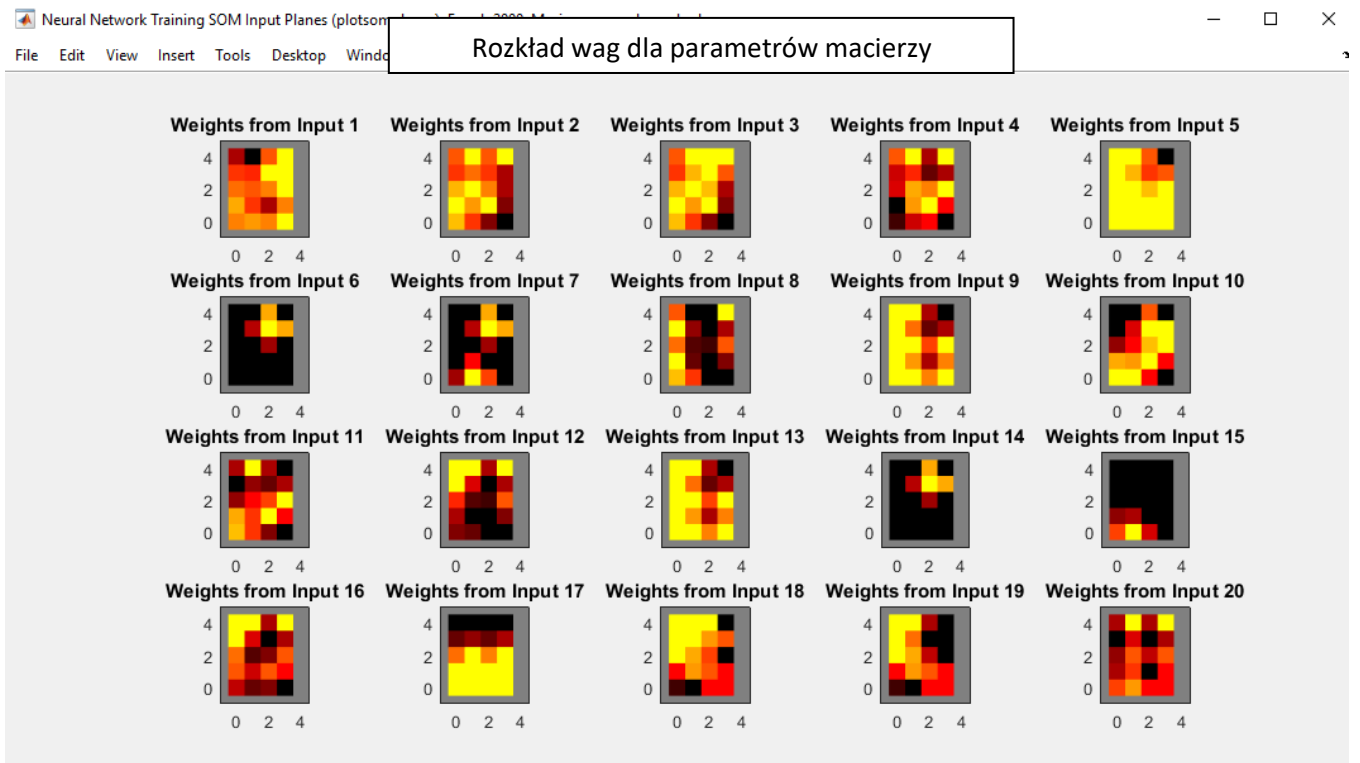 Neural Network Training SOM Input Planes
Rozkład wag dla parametrów macierzy
File Edit View Insert Tools Desktop
Weights from Input 1 Weights from Input 2 Weights from Input 3 Weights from Input 4 Weights from Input 5
4 4 4 4 4
2 2 2 2 2
0 0 0 0 0
0 2 4 0 2 4 0 2 4 0 2 4 0 2 4
Weights from Input 6 Weights from Input 7 Weights from Input 8 Weights from Input 9 Weights from Input 10
4 4 4 4 4
2 2 2 2 2
0 0 0 0 0
0 2 4 0 2 4 0 2 4 0 2 4 0 2 4
Weights from Input 11 Weights from Input 12 Weights from Input 13 Weights from Input 14 Weights from Input 15
4 4 4 4 4
2 2 2 2 2
0 0 0 0 0
0 2 4 0 2 4 0 2 4 0 2 4 0 2 4
Weights from Input 16 Weights from Input 17 Weights from Input 18 Weights from Input 19 Weights from Input 20
4 4 4 4 4
2 2 2 2 2
0 0 0 0 0
0 2 4 0 2 4 0 2 4 0 2 4 0 2 4